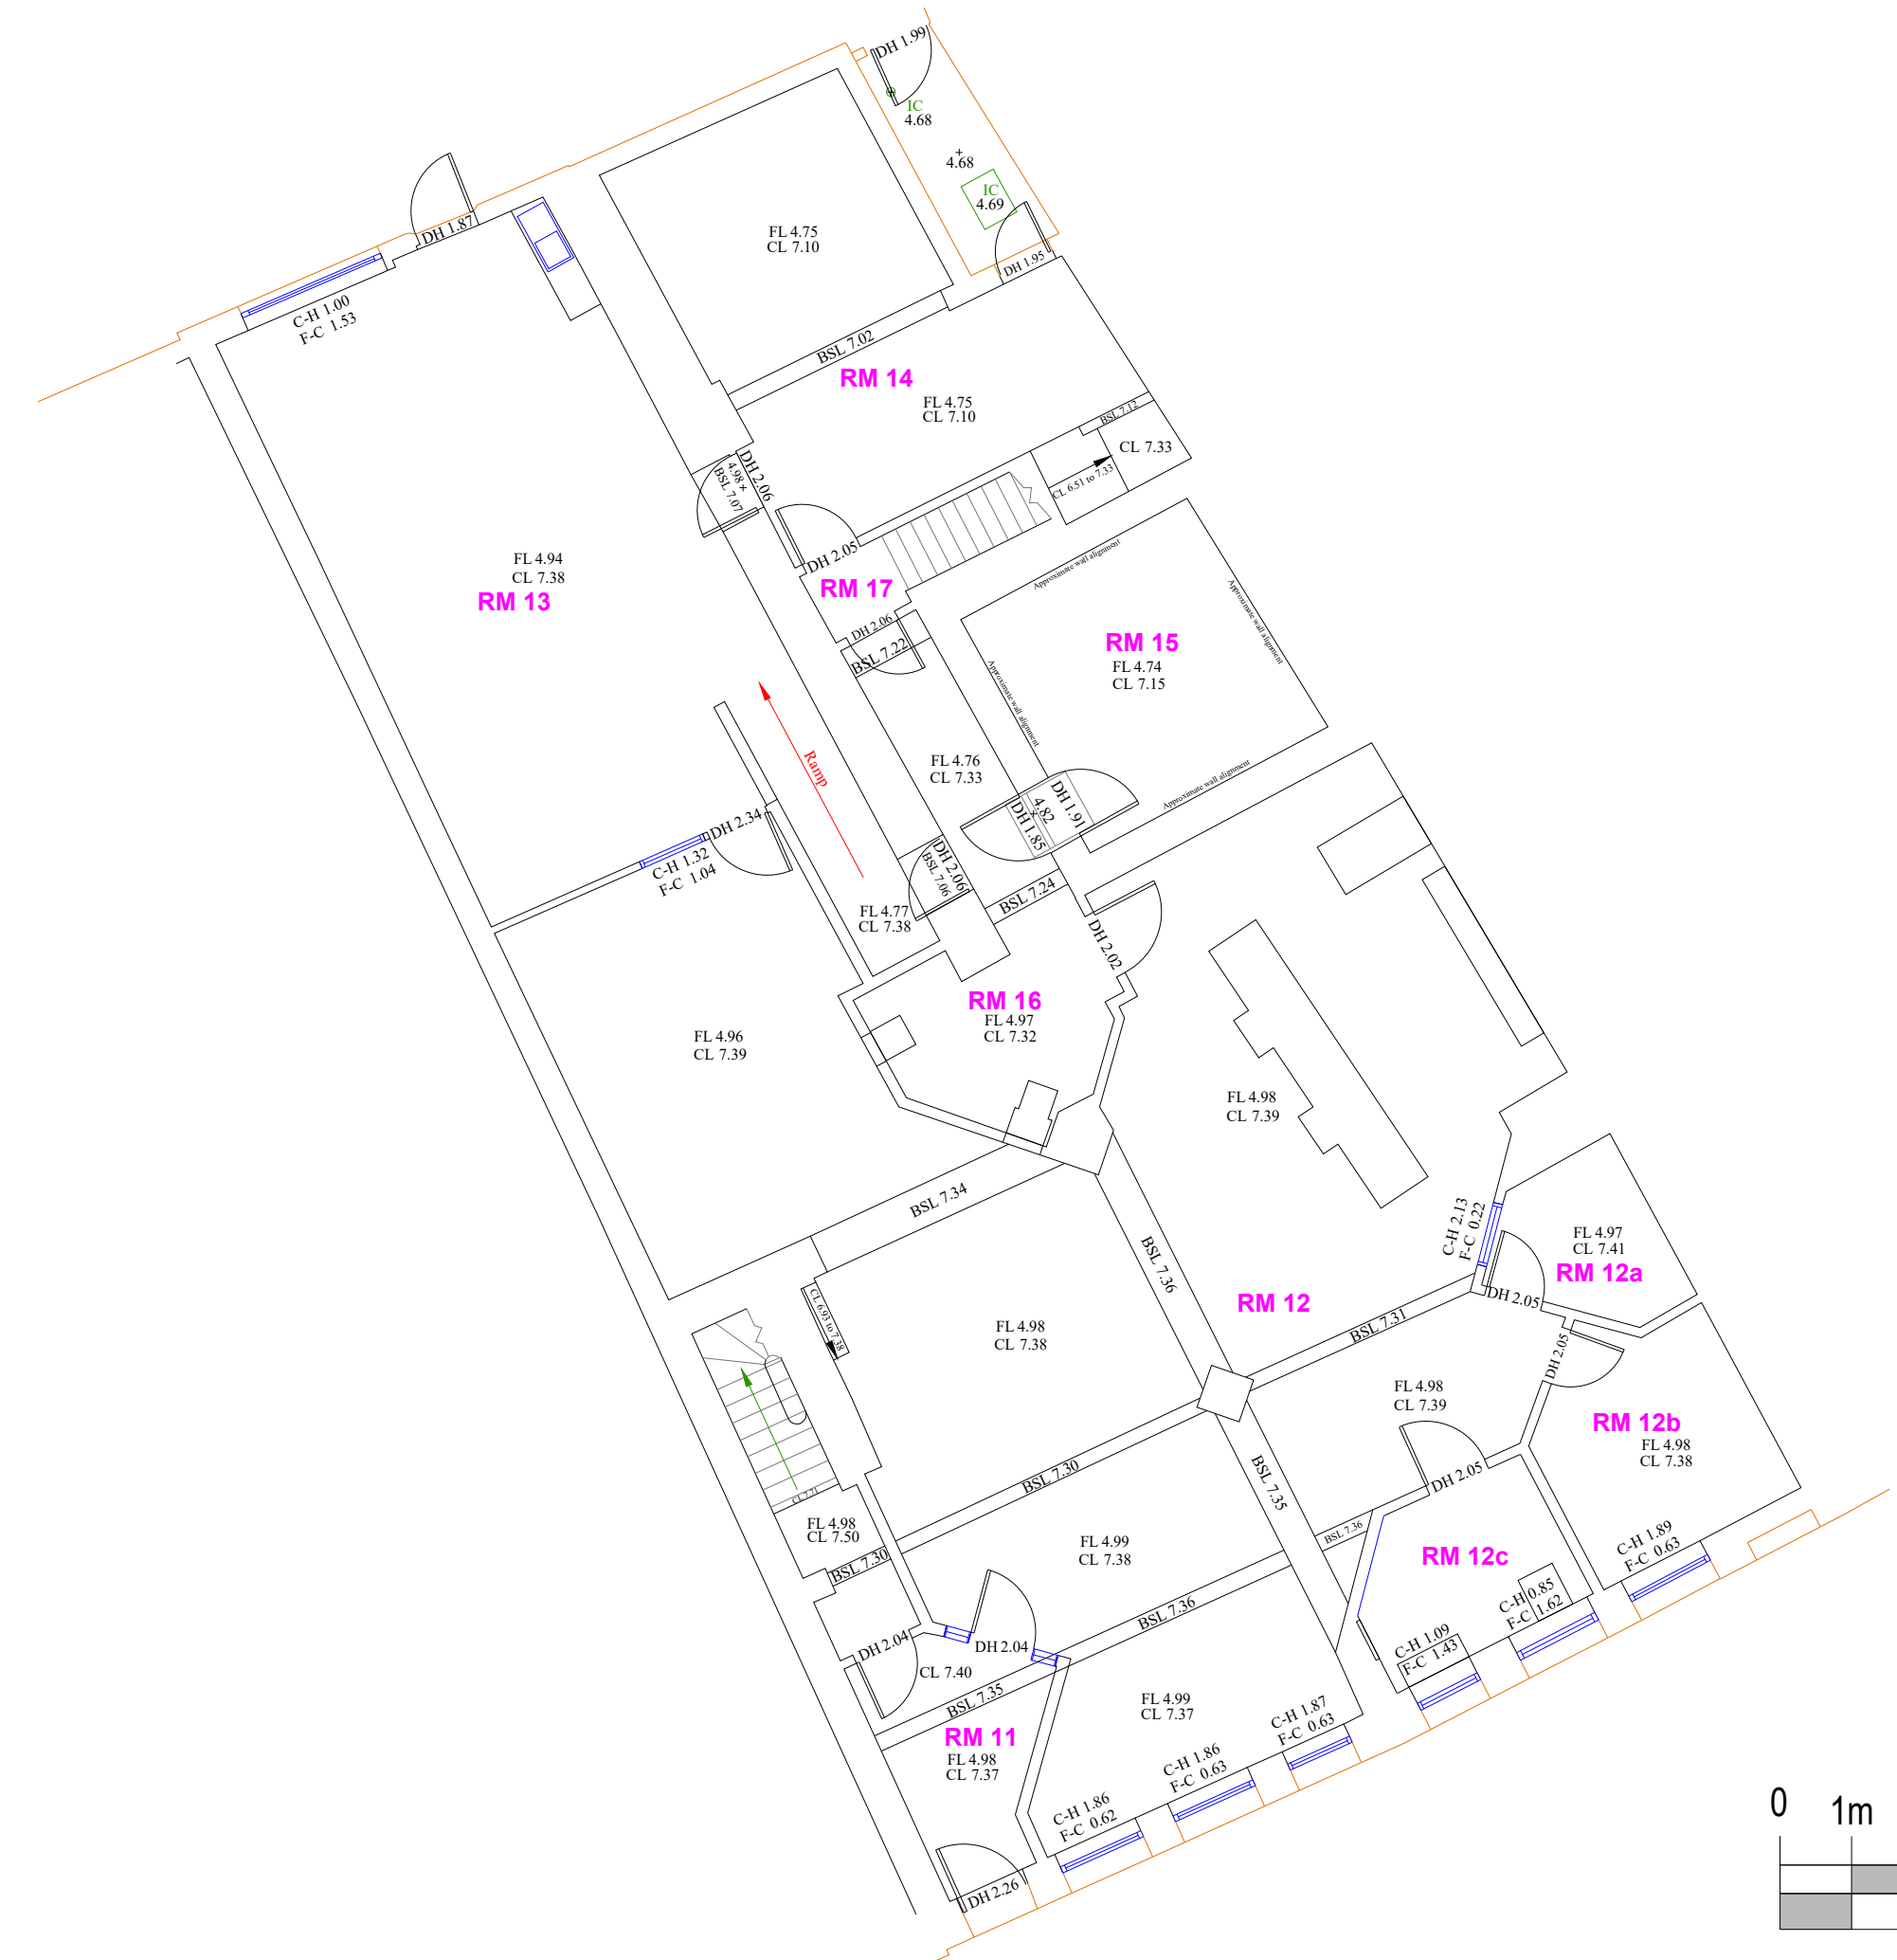 DH 1.99
IC
4.68
+
4.68
IC
4.69
DH 1.87
DH 1.95
FL 4.75
CL 7.10
C-H 1.00
F-C 1.53
BSL 7.02
RM 14
FL 4.75
CL 7.10
BSL 7.12
CL 7.33
CL 6.51 to 7.33
DH 2.06
4.98 +
BSL 7.07
FL 4.94
CL 7.38
RM 13
DH 2.05
RM 17
Approximate wall alignment
Approximate wall alignment
DH 2.06
BSL 7.22
RM 15
FL 4.74
CL 7.15
Approximate wall alignment
Ramp
FL 4.76
CL 7.33
Approximate wall alignment
DH 1.91
4.82
+
DH 1.85
DH 2.34
C-H 1.32
F-C 1.04
DH 2.06
BSL 7.06
BSL 7.24
FL 4.77
CL 7.38
DH 2.02
RM 16
FL 4.97
CL 7.32
FL 4.96
CL 7.39
FL 4.98
CL 7.39
BSL 7.34
C-H 2.13
F-C 0.22
FL 4.97
CL 7.41
RM 12a
BSL 7.36
RM 12
DH 2.05
CL 6.93 to 7.38
FL 4.98
CL 7.38
BSL 7.31
DH 2.05
FL 4.98
CL 7.39
RM 12b
FL 4.98
CL 7.38
BSL 7.30
BSL 7.35
DH 2.05
CL 7.71
FL 4.98
CL 7.50
BSL 7.30
FL 4.99
CL 7.38
BSL 7.36
RM 12c
C-H 1.89
F-C 0.63
C-H 0.85
F-C 1.62
BSL 7.36
C-H 1.09
F-C 1.43
DH 2.04
DH 2.04
CL 7.40
BSL 7.35
FL 4.99
CL 7.37
C-H 1.87
F-C 0.63
RM 11
FL 4.98
CL 7.37
C-H 1.86
F-C 0.63
C-H 1.86
F-C 0.62
DH 2.26
0 1m